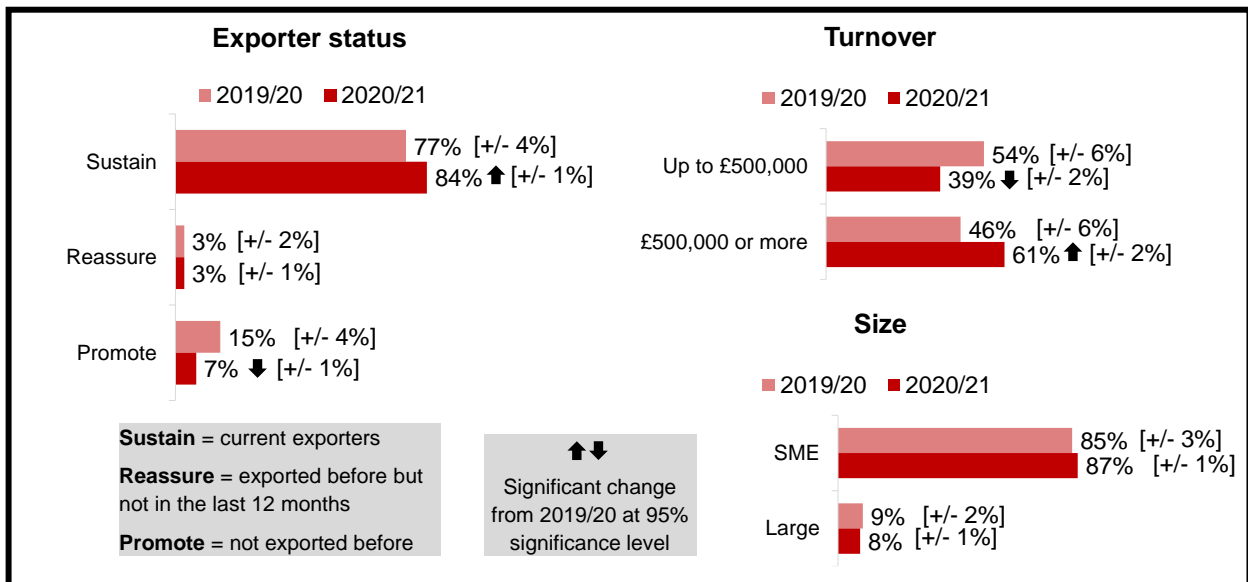 Exporter status
2019/20 2020/21
Sustain
77% [+/- 4%]
84% [+/- 1%]
Reassure
3% [+/- 2%]
3% [+/- 1%]
Promote
15% [+/- 4%]
7% [+/- 1%]
Sustain = current exporters
Reassure = exported before but
not in the last 12 months
Promote = not exported before
Significant change
from 2019/20 at 95%
significance level
Turnover
2019/20 2020/21
Up to £500,000
54% [+/- 6%]
39% [+/- 2%]
£500,000 or more
46% [+/- 6%]
61% [+/- 2%]
Size
2019/20 2020/21
SME
85% [+/- 3%]
87% [+/- 1%]
Large
9% [+/- 2%]
8% [+/- 1%]